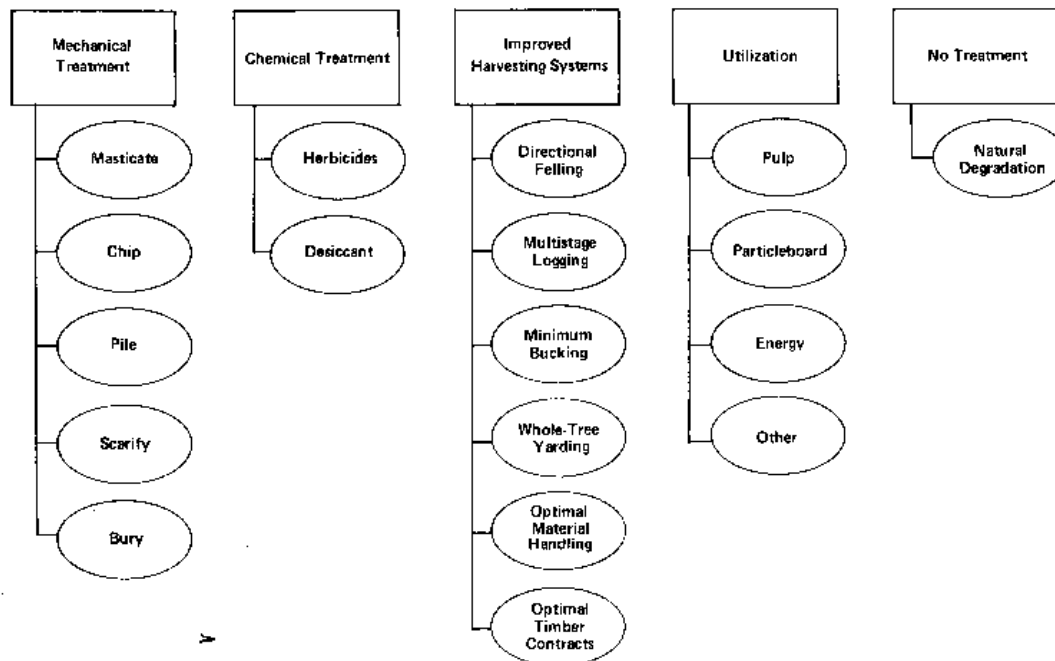 Mechanical
Treatment
Masticate
Chip
Pile
Scarify
Bury
Chemical Treatment
Herbicides
Desiccant
Improved
Harvesting Systems
Directional
Felling
Multistage
Logging
Minimum
Bucking
Whole-Tree
Yarding
Optimal
Material
Handling
Optimal
Timber
Contracts
Utilization
Pulp
Particleboard
Energy
Other
No Treatment
Natural
Degradation